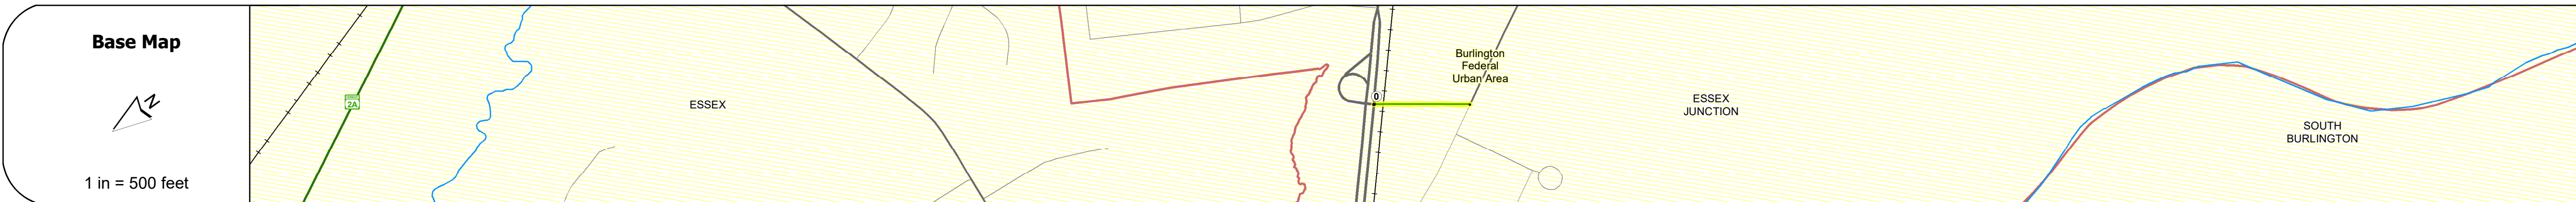 Base Map
N
1 in = 500 feet
2A
ESSEX
0
Burlington
Federal
Urban Area
ESSEX
JUNCTION
SOUTH
BURLINGTON